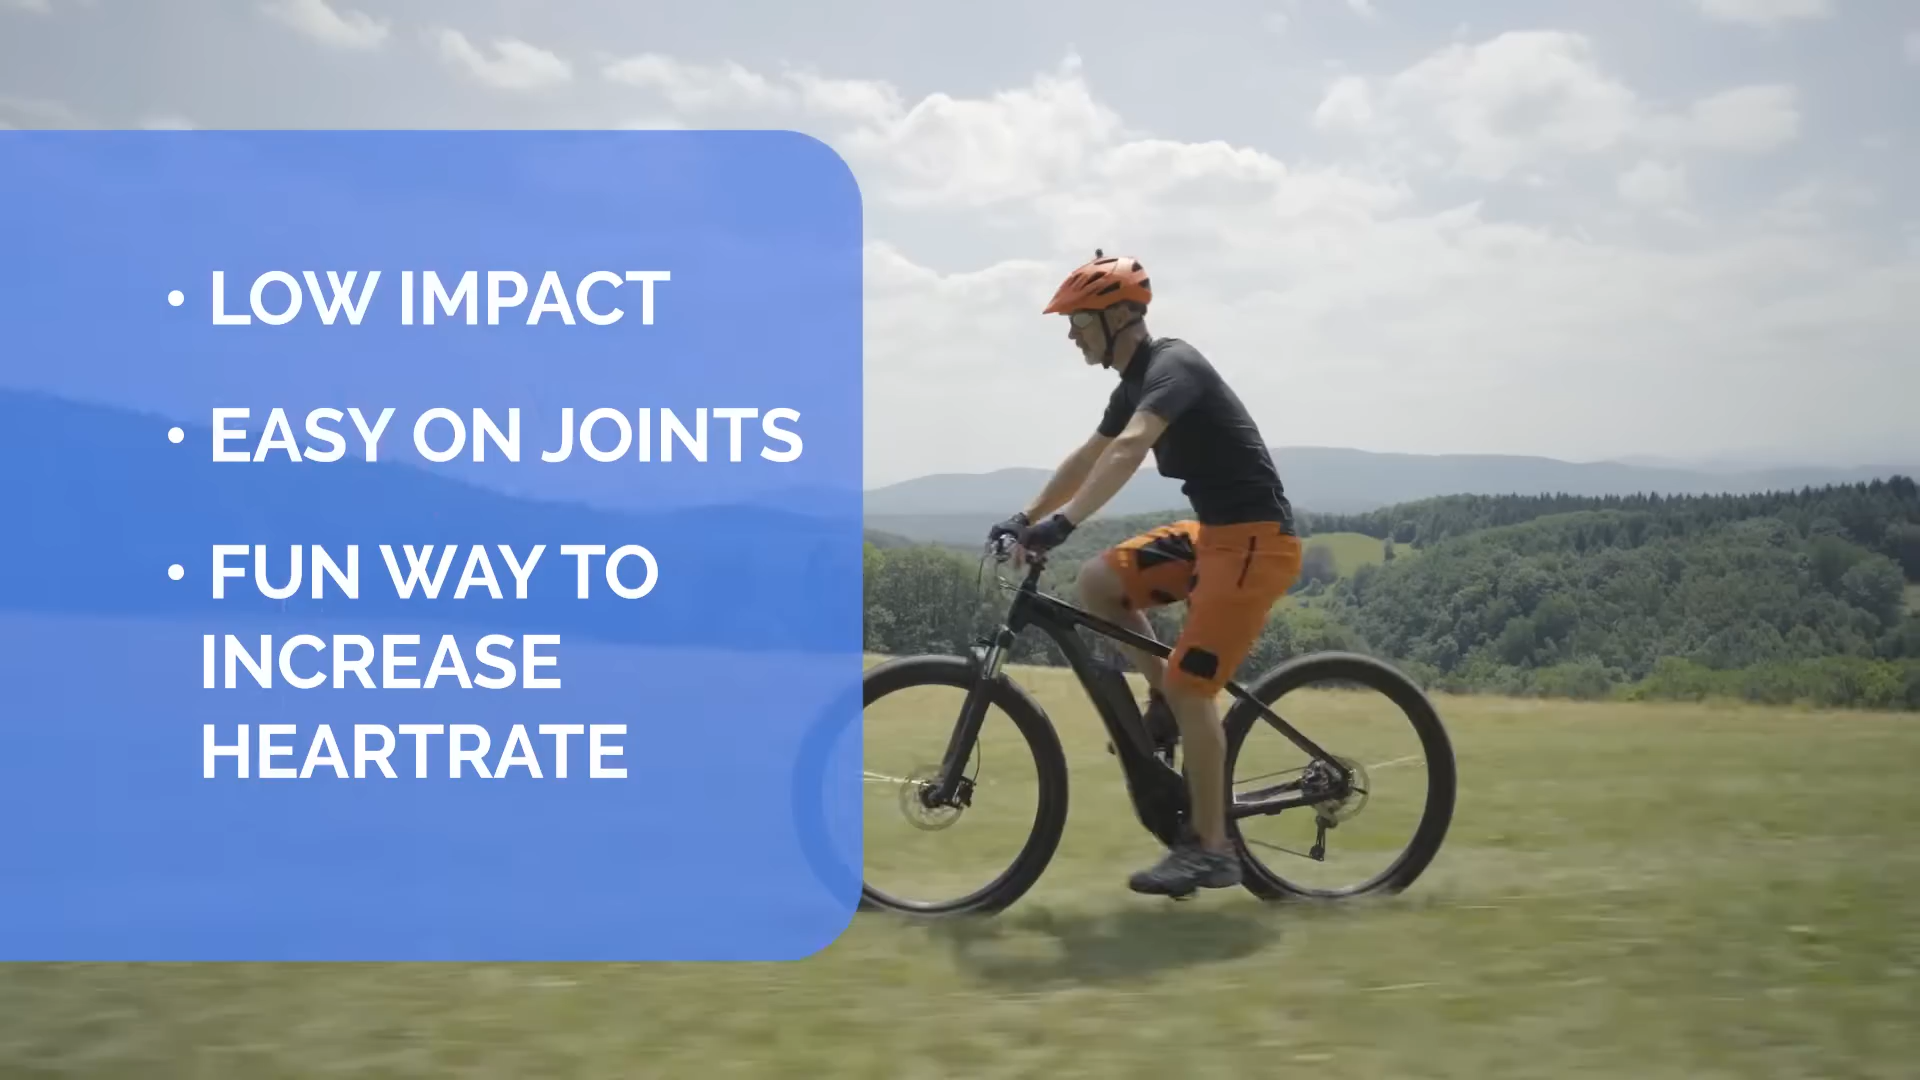 • LOW IMPACT
• EASY ON JOINTS
• FUN WAY TO
INCREASE
HEARTRATE